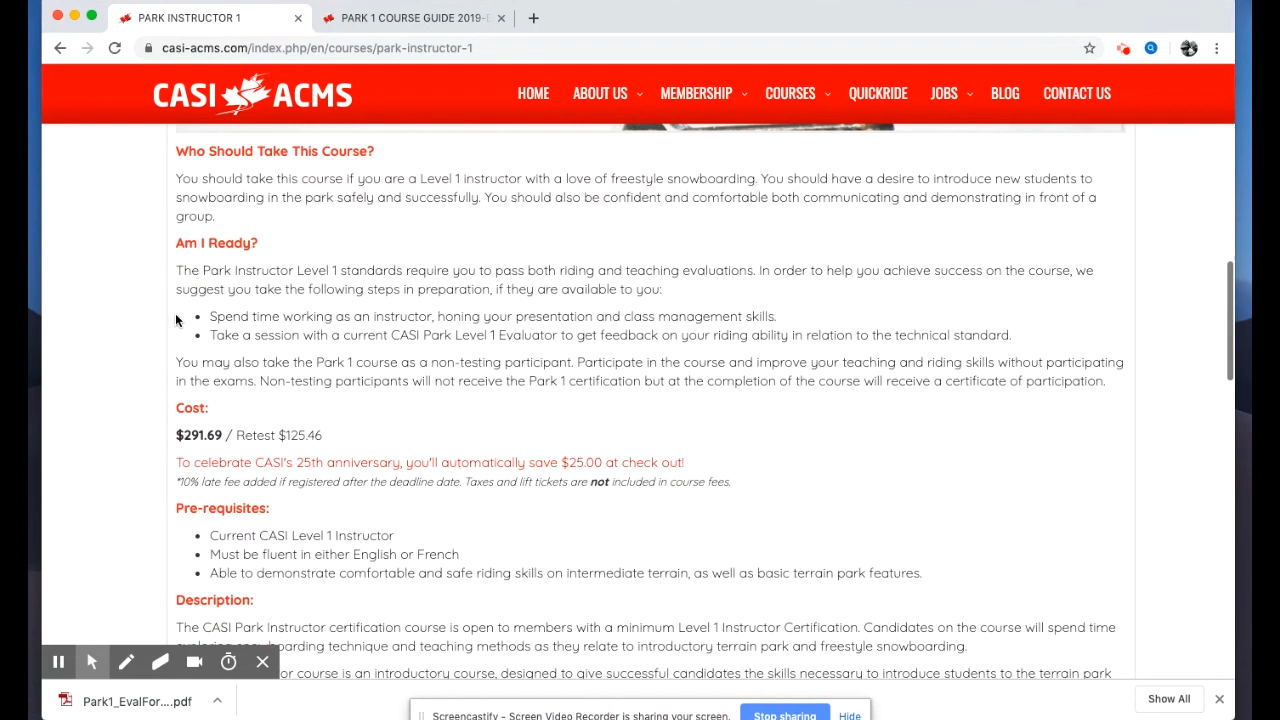 PARK INSTRUCTOR 1
PARK 1 COURSE GUIDE 2019-
casi-acms.com/index.php/en/courses/park-instructor-1
CASI ACMS
HOME ABOUT US MEMBERSHIP COURSES QUICKRIDE JOBS BLOG CONTACT US
Who Should Take This Course?
You should take this course if you are a Level 1 instructor with a love of freestyle snowboarding. You should have a desire to introduce new students to
snowboarding in the park safely and successfully. You should also be confident and comfortable both communicating and demonstrating in front of a
group.
Am I Ready?
The Park Instructor Level 1 standards require you to pass both riding and teaching evaluations. In order to help you achieve success on the course, we
suggest you take the following steps in preparation, if they are available to you:
• Spend time working as an instructor, honing your presentation and class management skills.
• Take a session with a current CASI Park Level 1 Evaluator to get feedback on your riding ability in relation to the technical standard.
You may also take the Park 1 course as a non-testing participant. Participate in the course and improve your teaching and riding skills without participating
in the exams. Non-testing participants will not receive the Park 1 certification but at the completion of the course will receive a certificate of participation.
Cost:
$291.69 / Retest $125.46
To celebrate CASI's 25th anniversary, you'll automatically save $25.00 at check out!
*10% late fee added if registered after the deadline date. Taxes and lift tickets are not included in course fees.
Pre-requisites:
• Current CASI Level 1 Instructor
• Must be fluent in either English or French
• Able to demonstrate comfortable and safe riding skills on intermediate terrain, as well as basic terrain park features.
Description:
The CASI Park Instructor certification course is open to members with a minimum Level 1 Instructor Certification. Candidates on the course will spend time
boarding technique and teaching methods as they relate to introductory terrain park and freestyle snowboarding.
or course is an introductory course, designed to give successful candidates the skills necessary to introduce students to the terrain park
Park1_EvalFor....pdf
Show All
Screencastify - Screen Video Recorder is sharing your screen.
Stop sharing
Hide